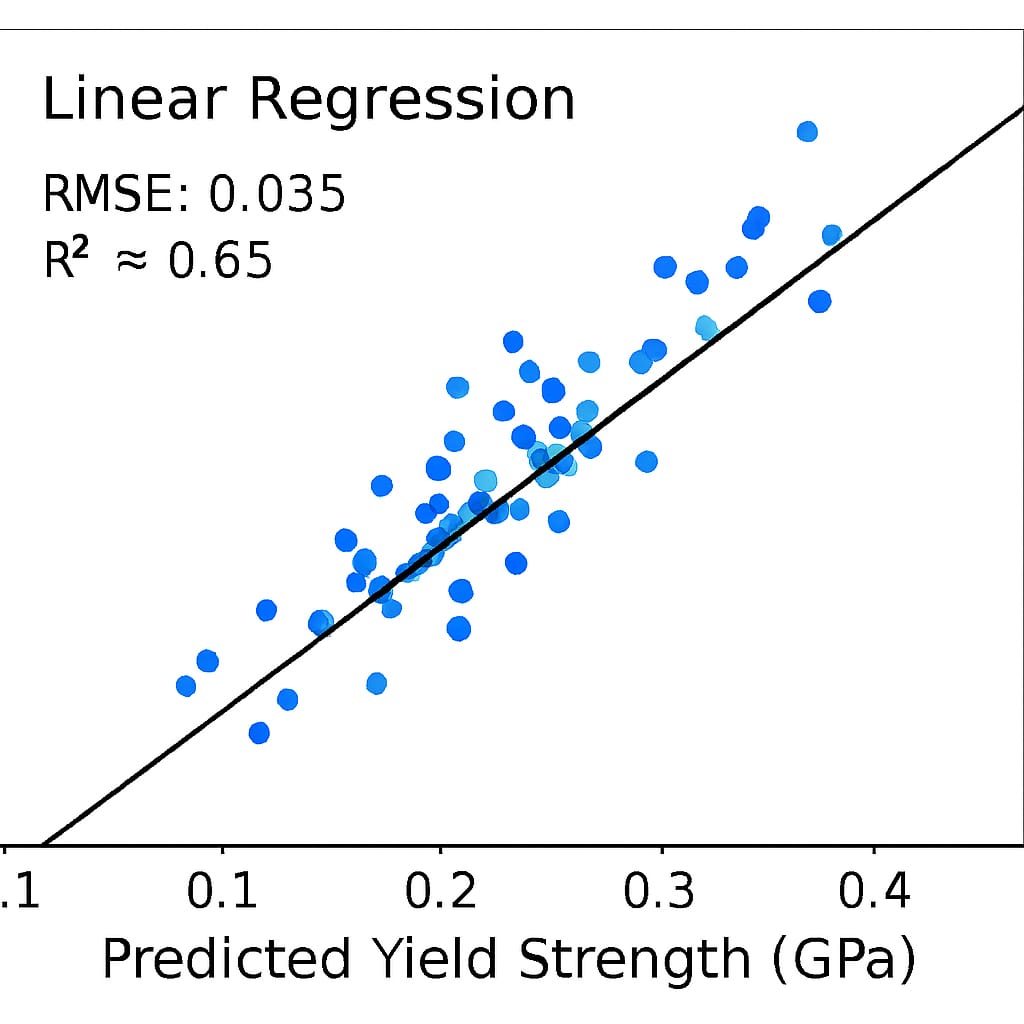 Linear Regression
RMSE: 0.035
R² ≈ 0.65
.1 0.1 0.2 0.3 0.4
Predicted Yield Strength (GPa)